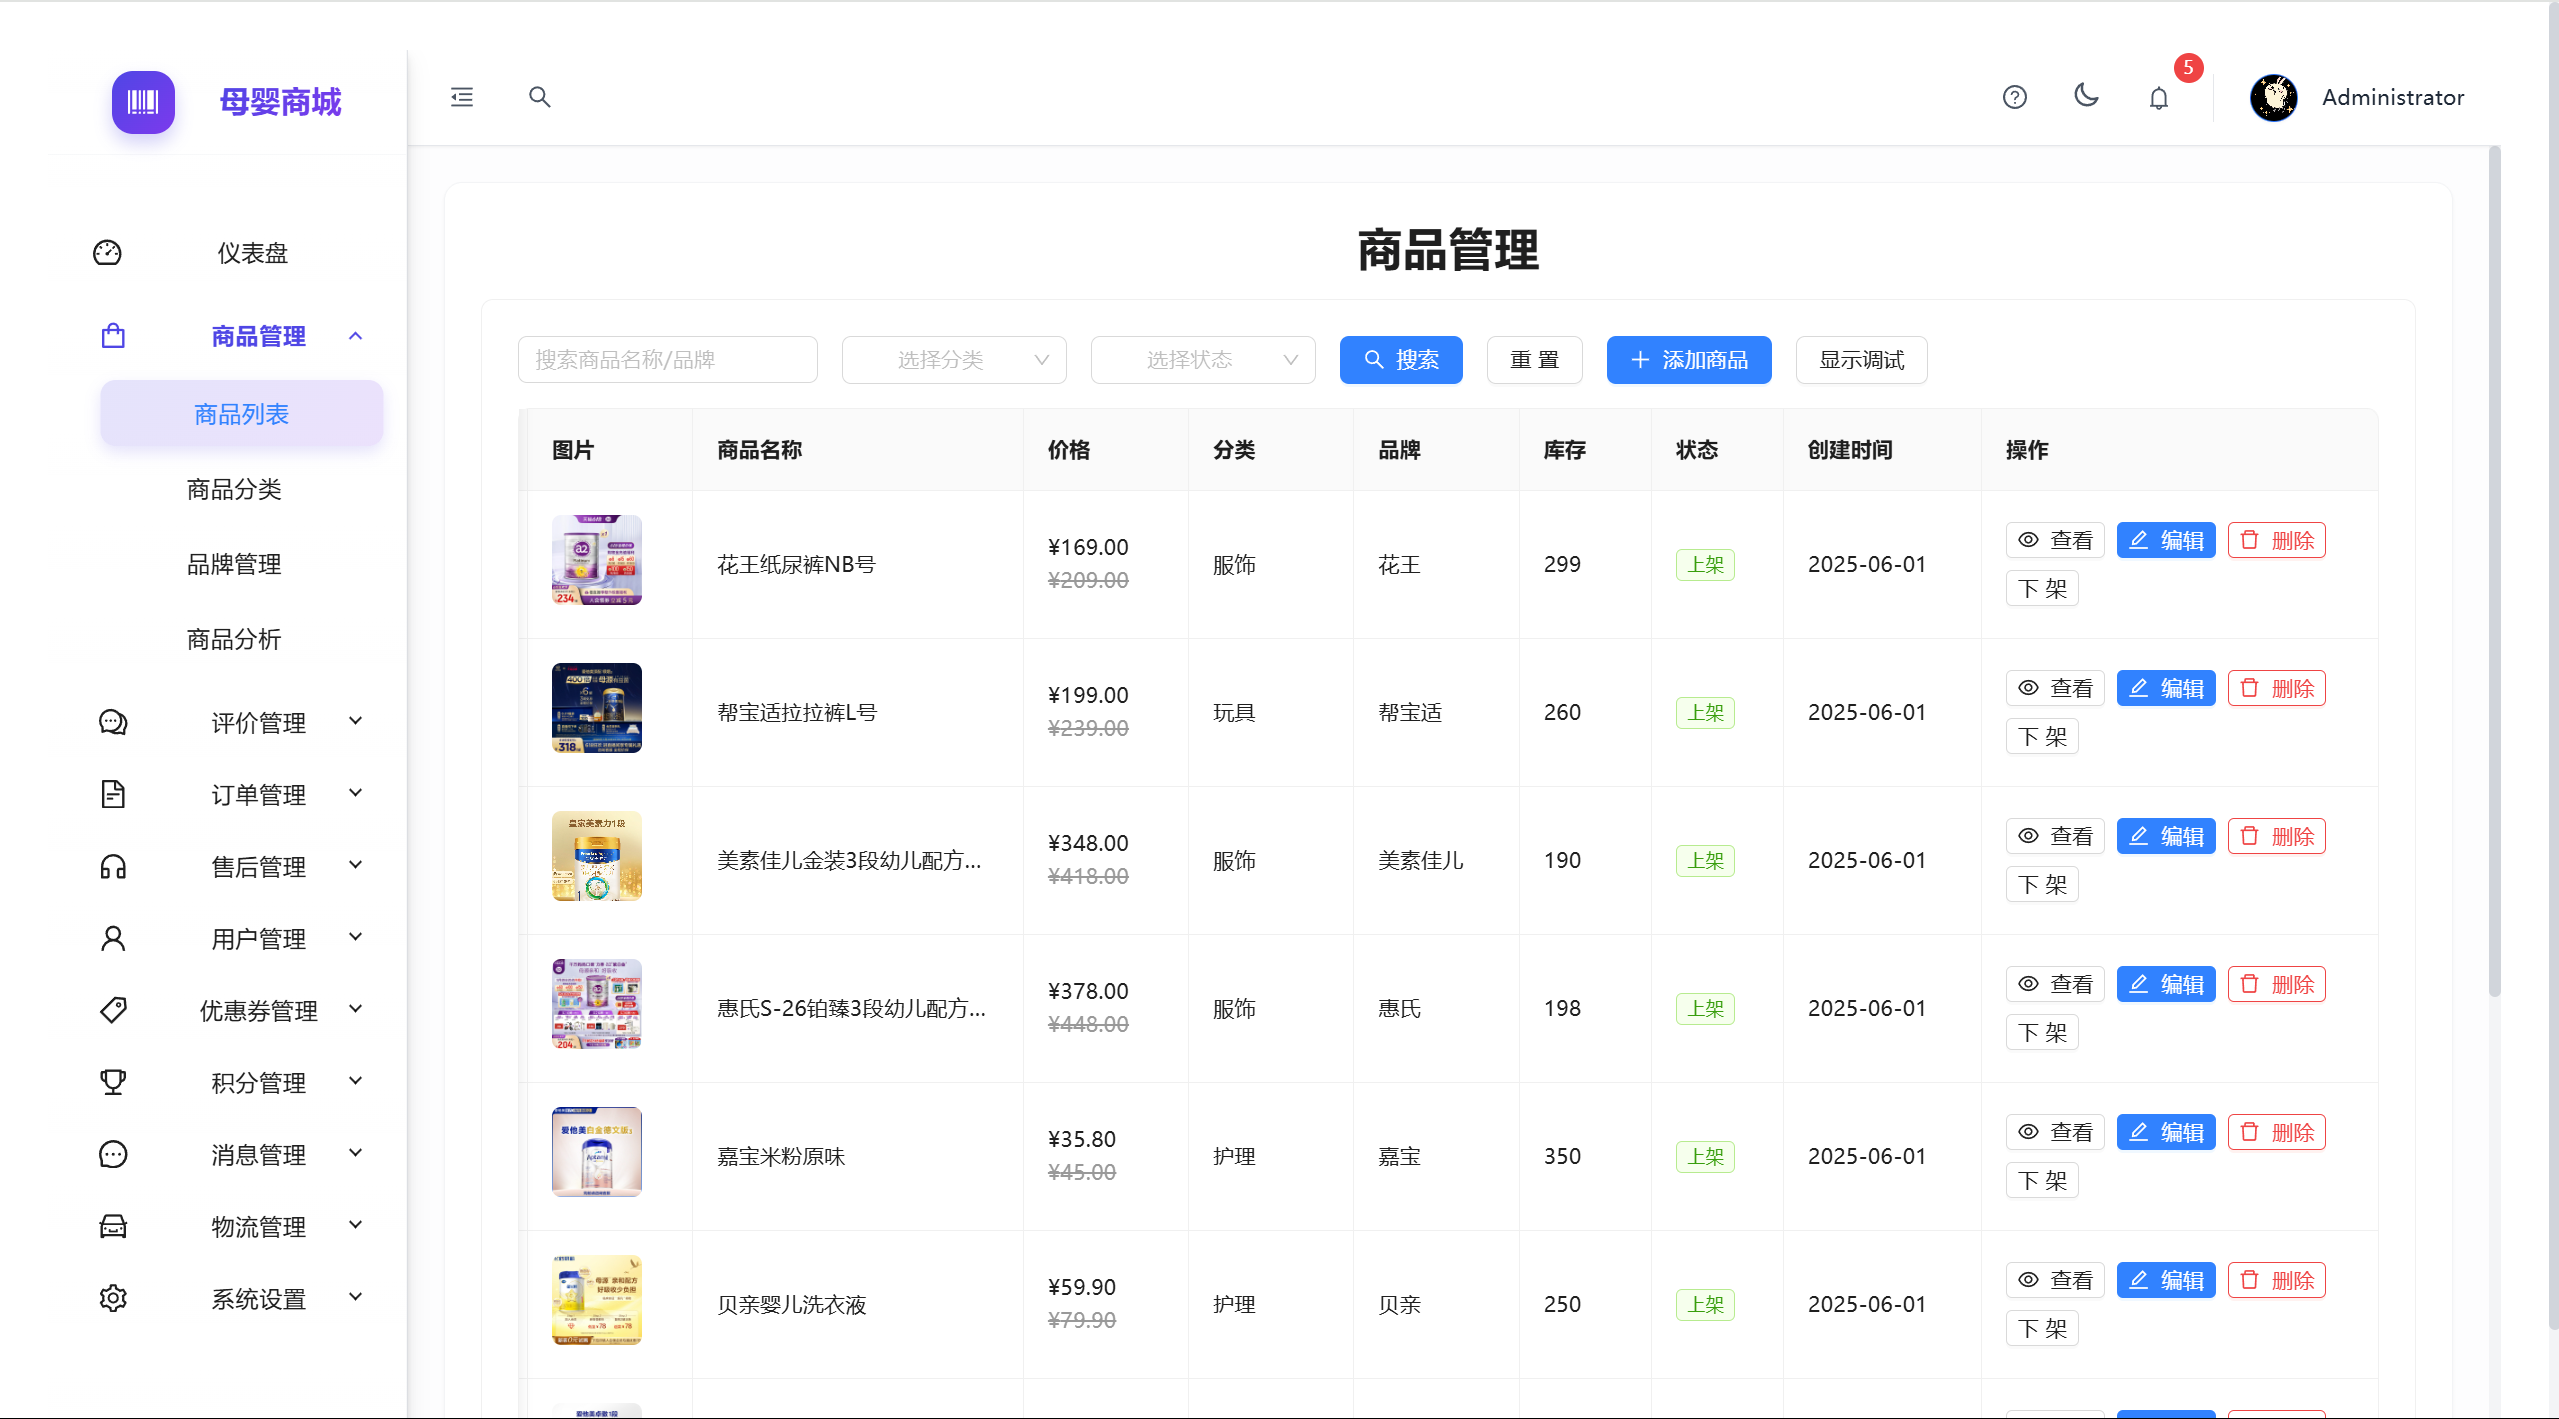 母婴商城
5
Administrator
仪表盘
商品管理
商品列表
商品分类
品牌管理
商品分析
评价管理
订单管理
售后管理
用户管理
优惠券管理
积分管理
消息管理
物流管理
系统设置
商品管理
搜索商品名称/品牌 选择分类 选择状态 搜索 重 置 添加商品 显示调试
图片 商品名称 价格 分类 品牌 库存 状态 创建时间 操作
花王纸尿裤NB号 ¥169.00 ¥209.00 服饰 花王 299 上架 2025-06-01 查看 编辑 删除 下 架
帮宝适拉拉裤L号 ¥199.00 ¥239.00 玩具 帮宝适 260 上架 2025-06-01 查看 编辑 删除 下 架
皇家美素力1段
美素佳儿金装3段幼儿配方... ¥348.00 ¥418.00 服饰 美素佳儿 190 上架 2025-06-01 查看 编辑 删除 下 架
惠氏S-26铂臻3段幼儿配方... ¥378.00 ¥448.00 服饰 惠氏 198 上架 2025-06-01 查看 编辑 删除 下 架
嘉宝米粉原味 ¥35.80 ¥45.00 护理 嘉宝 350 上架 2025-06-01 查看 编辑 删除 下 架
贝亲婴儿洗衣液 ¥59.90 ¥79.90 护理 贝亲 250 上架 2025-06-01 查看 编辑 删除 下 架